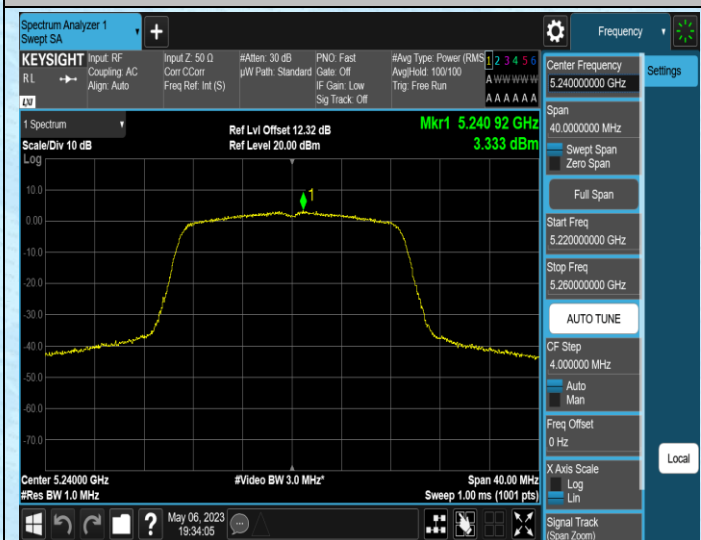 Spectrum Analyzer 1
Swept SA
+
Frequency
KEYSIGHT
Input: RF
Input Z: 50 Ω
#Atten: 30 dB
PNO: Fast
#Avg Type: Power (RMS
1 2 3 4 5 6
RL
Coupling: AC
Corr CCorr
µW Path: Standard
Gate: Off
Avg|Hold: 100/100
A W W W W W
Align: Auto
Freq Ref: Int (S)
IF Gain: Low
Trig: Free Run
Sig Track: Off
A A A A A A
LXI
1 Spectrum
Ref Lvl Offset 12.32 dB
Mkr1 5.240 92 GHz
Scale/Div 10 dB
Ref Level 20.00 dBm
3.333 dBm
Log
1
10.0
0.00
-10.0
-20.0
-30.0
-40.0
-50.0
-60.0
-70.0
Center 5.24000 GHz
#Video BW 3.0 MHz*
Span 40.00 MHz
#Res BW 1.0 MHz
Sweep 1.00 ms (1001 pts)
?
May 06, 2023
19:34:05
Center Frequency
5.240000000 GHz
Settings
Span
40.0000000 MHz
Swept Span
Zero Span
Full Span
Start Freq
5.220000000 GHz
Stop Freq
5.260000000 GHz
AUTO TUNE
CF Step
4.000000 MHz
Auto
Man
Freq Offset
0 Hz
X Axis Scale
Log
Lin
Local
Signal Track
(Span Zoom)